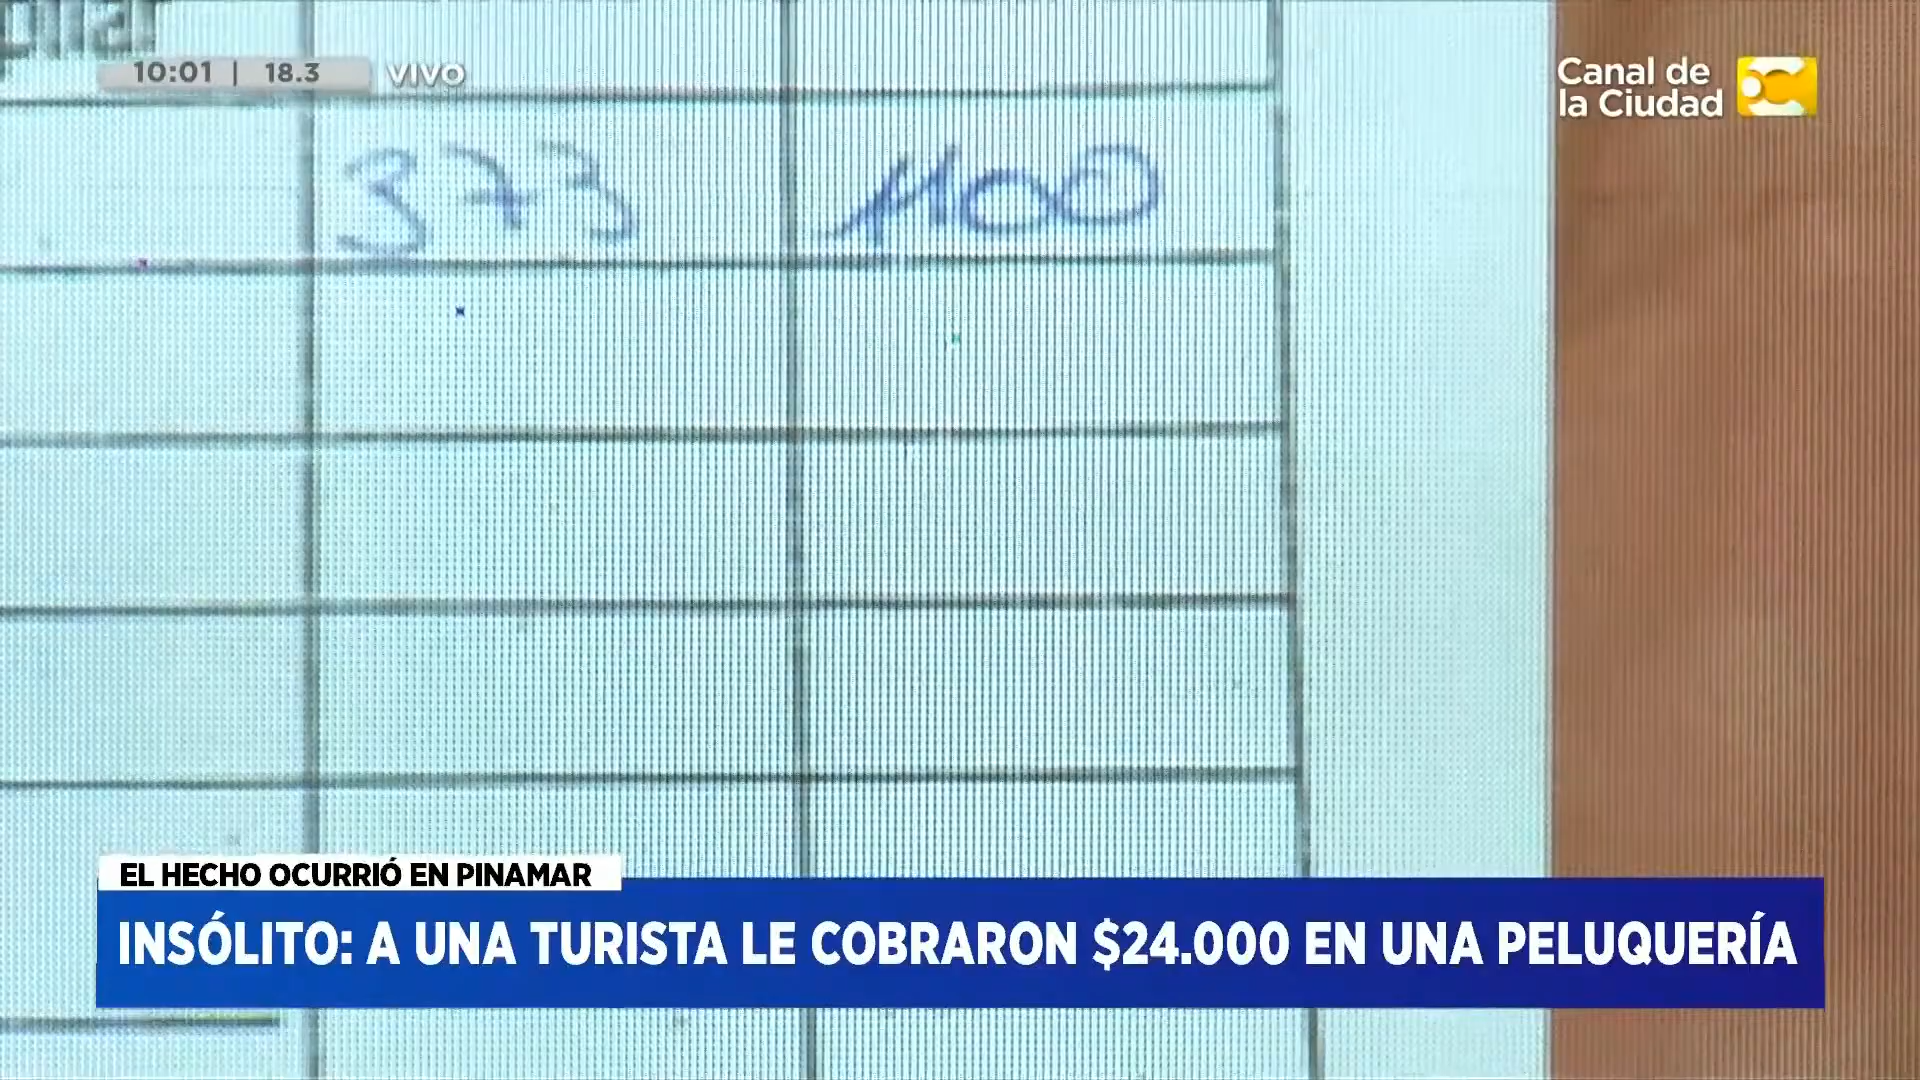 10:01 | 18.3 VIVO
Canal de
la Ciudad
373
EL HECHO OCURRIÓ EN PINAMAR
INSÓLITO: A UNA TURISTA LE COBRARON $24.000 EN UNA PELUQUERÍA